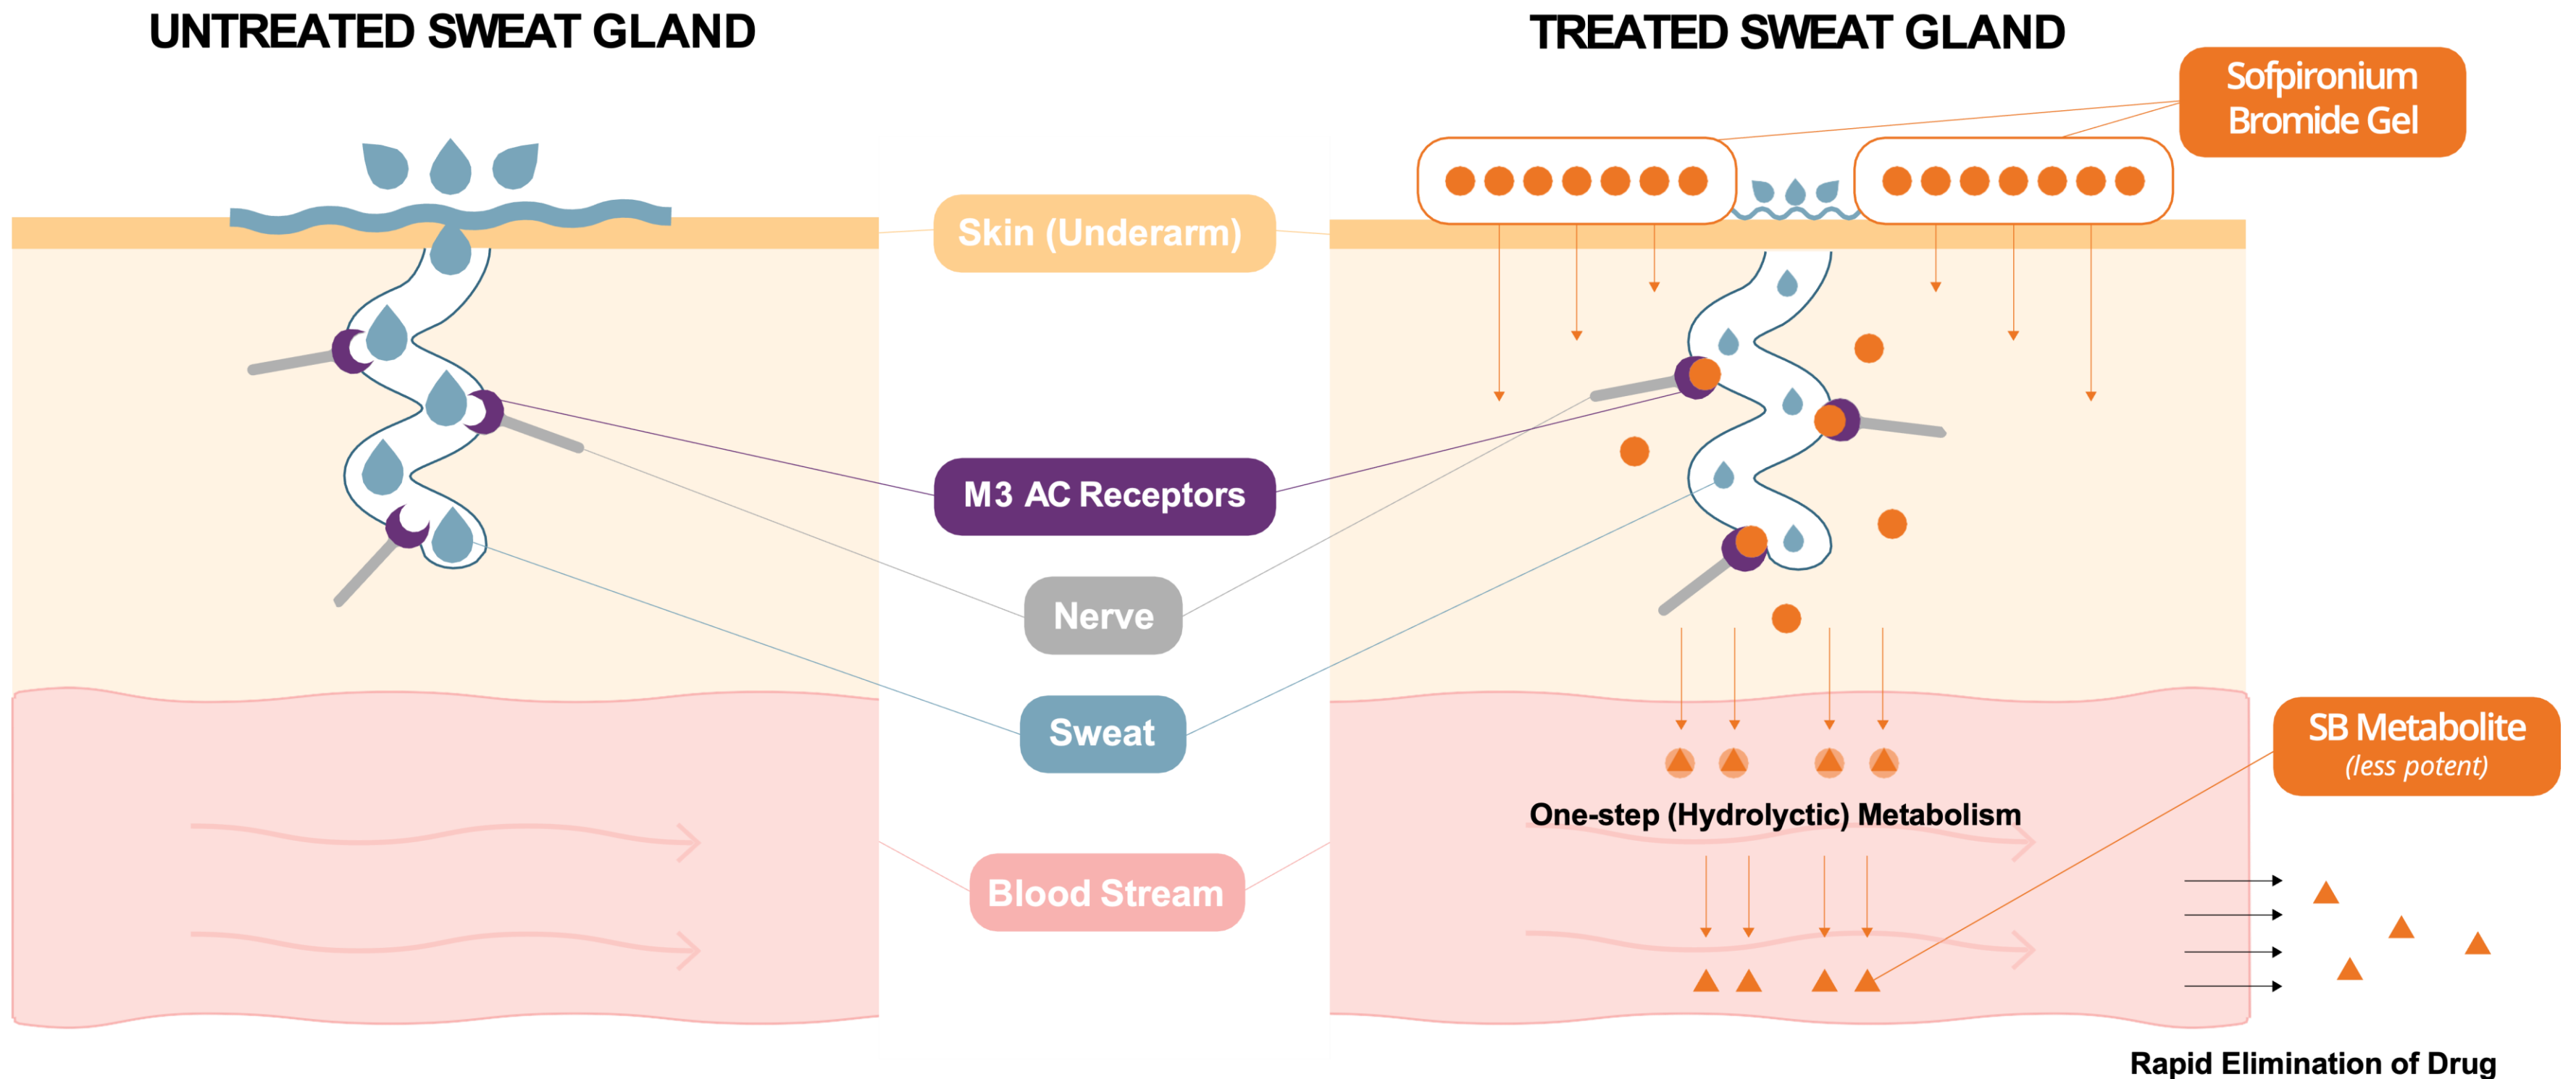 UNTREATED SWEAT GLAND
TREATED SWEAT GLAND
Sofpironium
Bromide Gel
Skin (Underarm)
M3 AC Receptors
Nerve
Sweat
SB Metabolite
(less potent)
One-step (Hydrolyctic) Metabolism
Blood Stream
Rapid Elimination of Drug